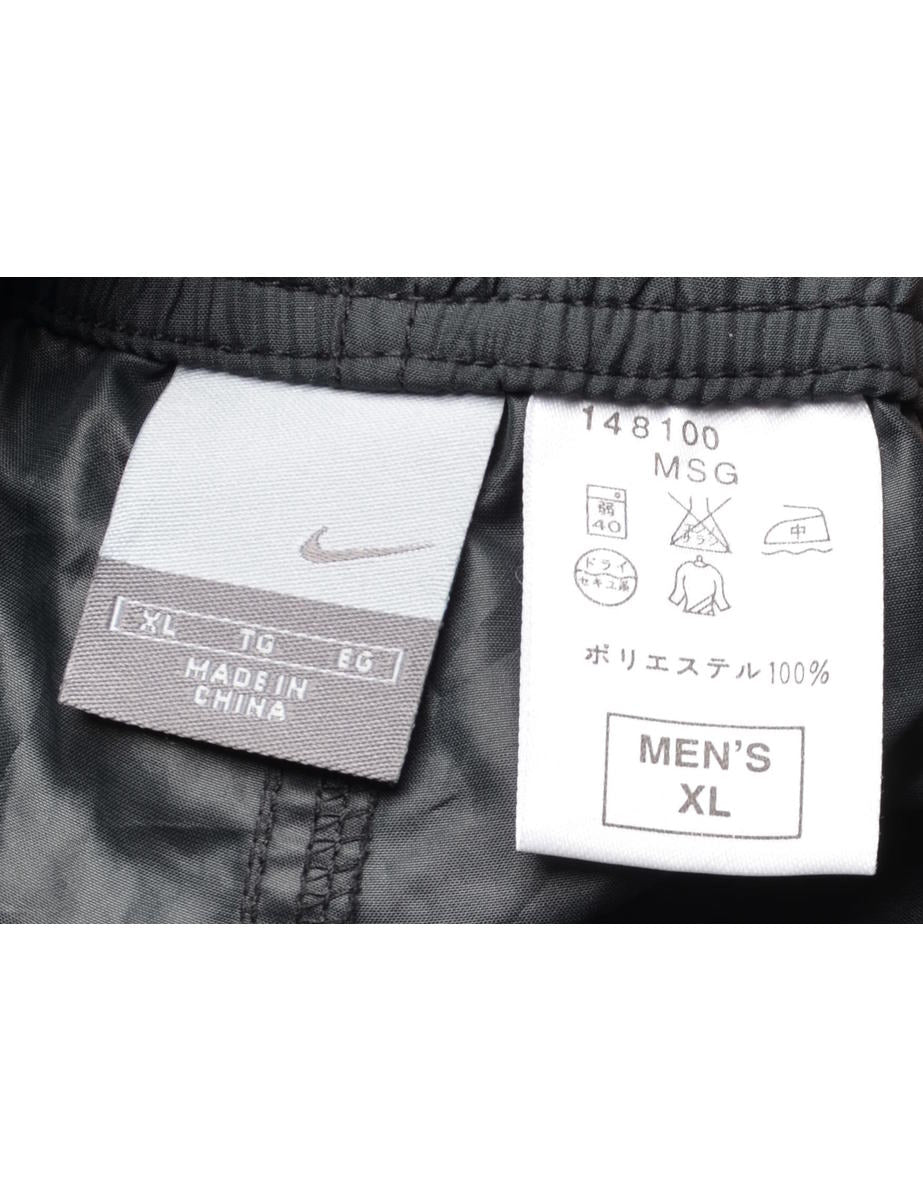 XL TG EG
MADE IN
CHINA
148100
MSG
弱
40
中
ドライ
セキユ系
ポリエステル100%
MEN'S
XL